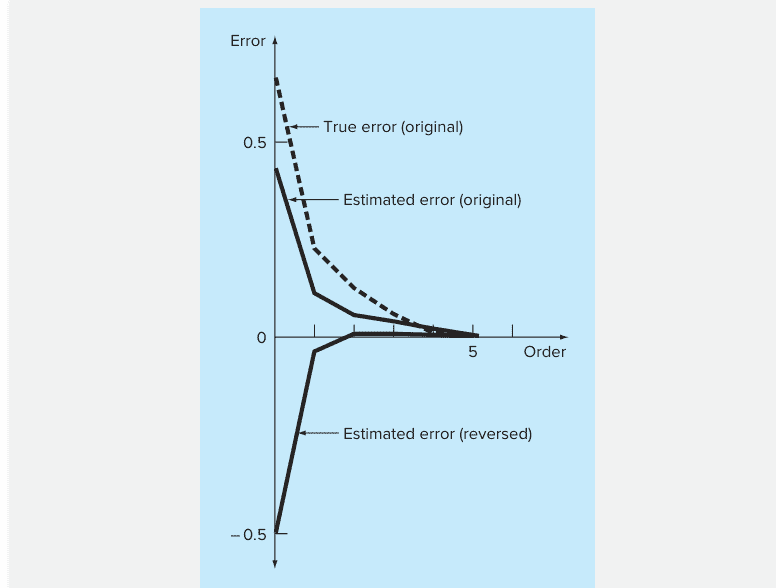 Error
True error (original)
0.5
Estimated error (original)
0
5
Order
Estimated error (reversed)
– 0.5